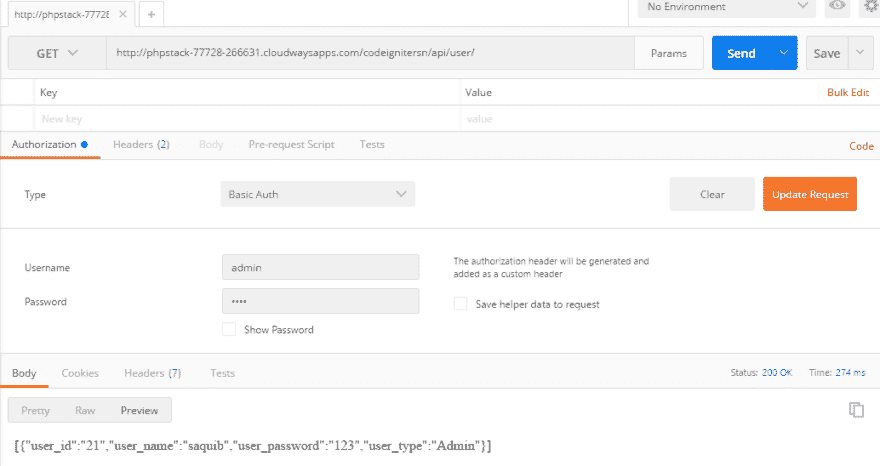 http://phpstack-7772
No Environment
GET http://phpstack-77728-266631.cloudwaysapps.com/codeignitersn/api/user/ Params Send Save
Key Value Bulk Edit
New key value
Authorization Headers (2) Body Pre-request Script Tests Code
Type Basic Auth Clear Update Request
Username admin The authorization header will be generated and
added as a custom header
Password •••• Save helper data to request
Show Password
Body Cookies Headers (7) Tests Status: 200 OK Time: 274 ms
Pretty Raw Preview
[{"user_id":"21","user_name":"saquib","user_password":"123","user_type":"Admin"}]